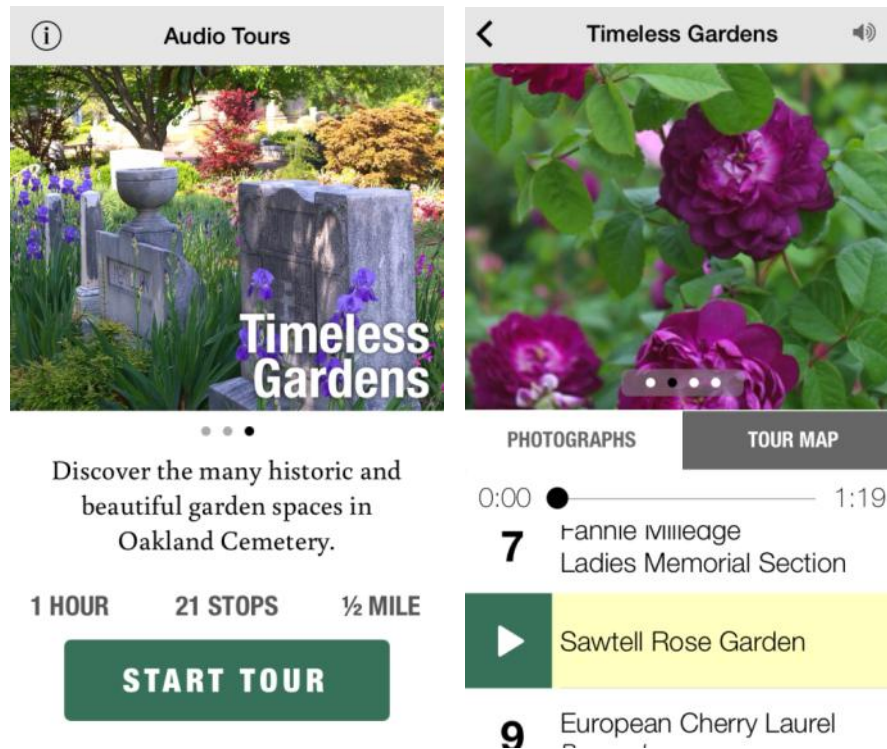 Audio Tours
Timeless
Gardens
Discover the many historic and
beautiful garden spaces in
Oakland Cemetery.
1 HOUR 21 STOPS ½ MILE
START TOUR
Timeless Gardens
PHOTOGRAPHS TOUR MAP
0:00 1:19
7 Fannie Milledge
Ladies Memorial Section
Sawtell Rose Garden
9 European Cherry Laurel